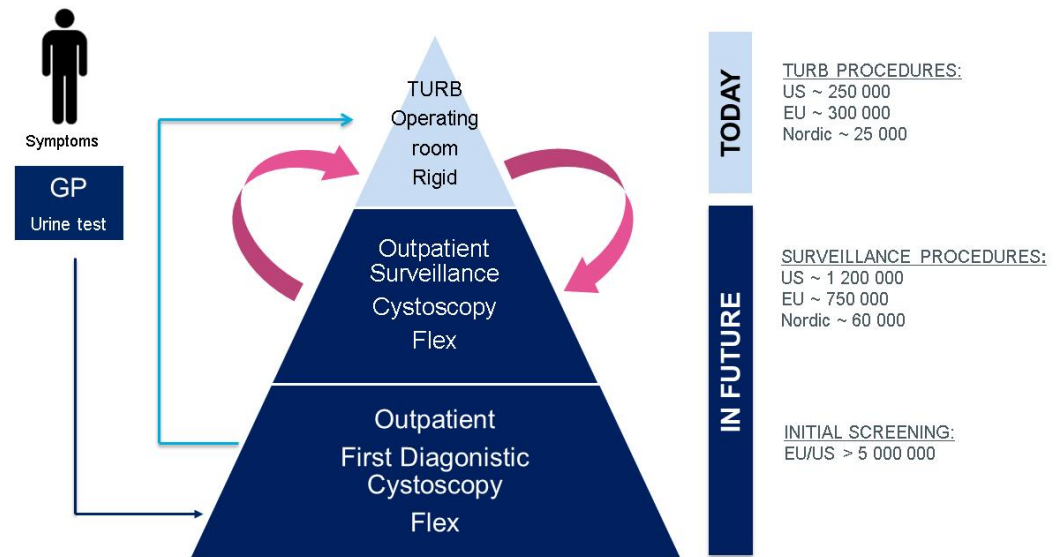 Symptoms
GP
Urine test
TURB
Operating
room
Rigid
Outpatient
Surveillance
Cystoscopy
Flex
Outpatient
First Diagonistic
Cystoscopy
Flex
TODAY
IN FUTURE
TURB PROCEDURES:
US ~ 250 000
EU ~ 300 000
Nordic ~ 25 000
SURVEILLANCE PROCEDURES:
US ~ 1 200 000
EU ~ 750 000
Nordic ~ 60 000
INITIAL SCREENING:
EU/US > 5 000 000